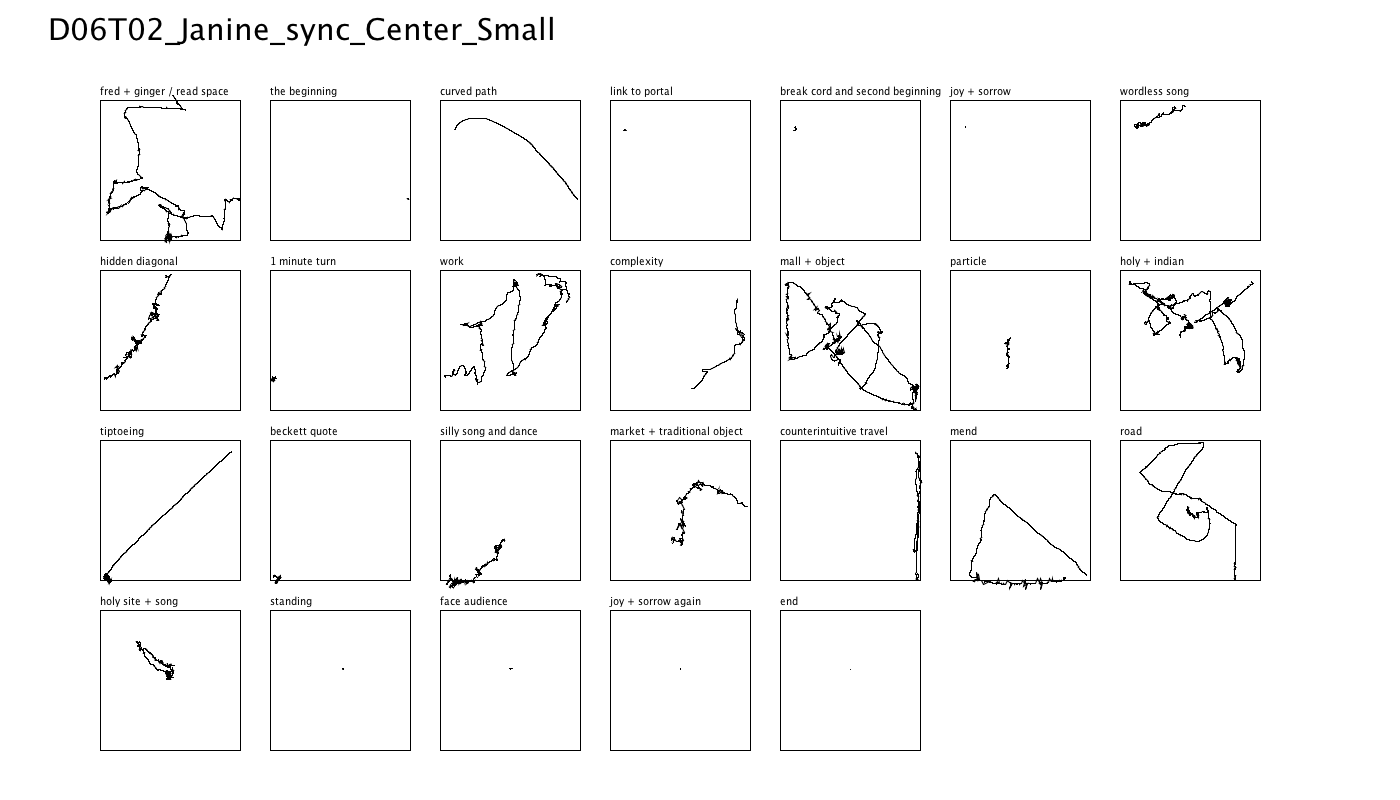 D06T02_Janine_sync_Center_Small
fred + ginger / read space
the beginning
curved path
link to portal
break cord and second beginning
joy + sorrow
wordless song
hidden diagonal
1 minute turn
work
complexity
mall + object
particle
holy + indian
tiptoeing
beckett quote
silly song and dance
market + traditional object
counterintuitive travel
mend
road
holy site + song
standing
face audience
joy + sorrow again
end